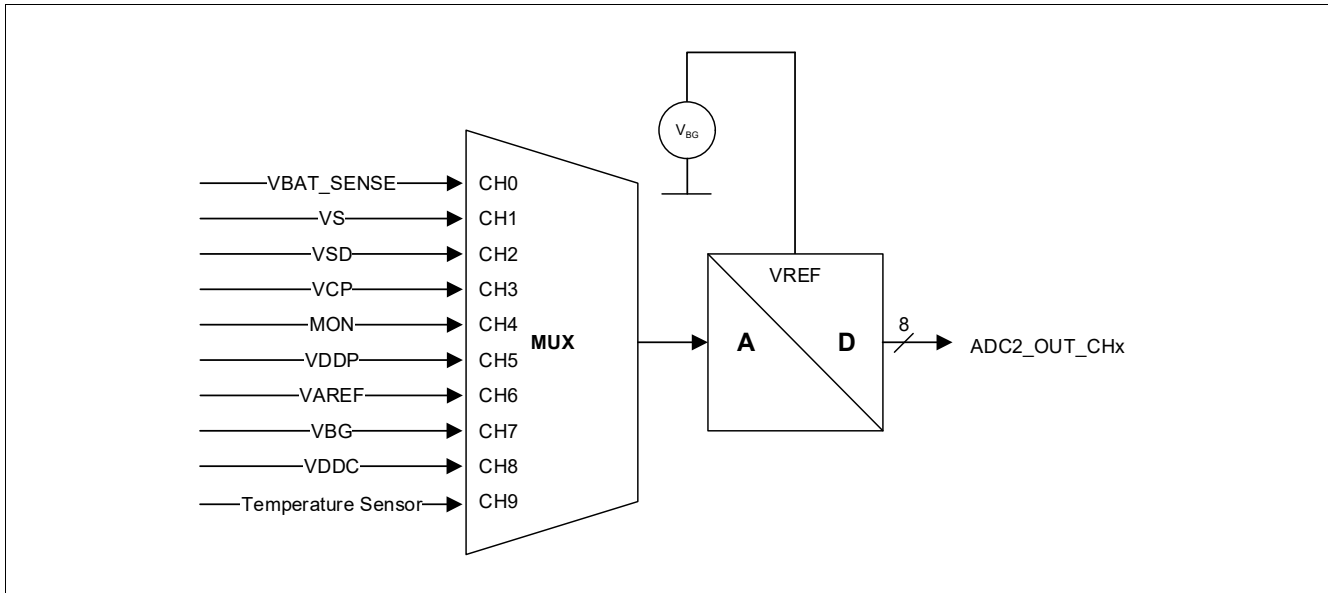 V_BG
VBAT_SENSE CH0
VS CH1
VSD CH2
VCP CH3
MON CH4
VDDP CH5
VAREF CH6
VBG CH7
VDDC CH8
Temperature Sensor CH9
MUX
VREF
A
D
8
ADC2_OUT_CHx